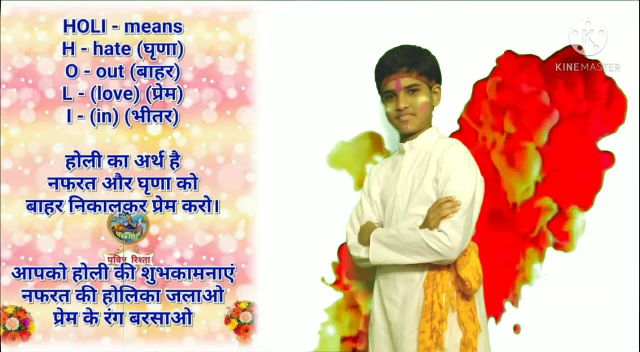 HOLI - means
H - hate (घृणा)
O - out (बाहर)
L - (love) (प्रेम)
I - (in) (भीतर)
होली का अर्थ है
नफरत और घृणा को
बाहर निकालकर प्रेम करो।
पवित्र रिश्ता
आपको होली की शुभकामनाएं
नफरत की होलिका जलाओ
प्रेम के रंग बरसाओ
KINEMASTER